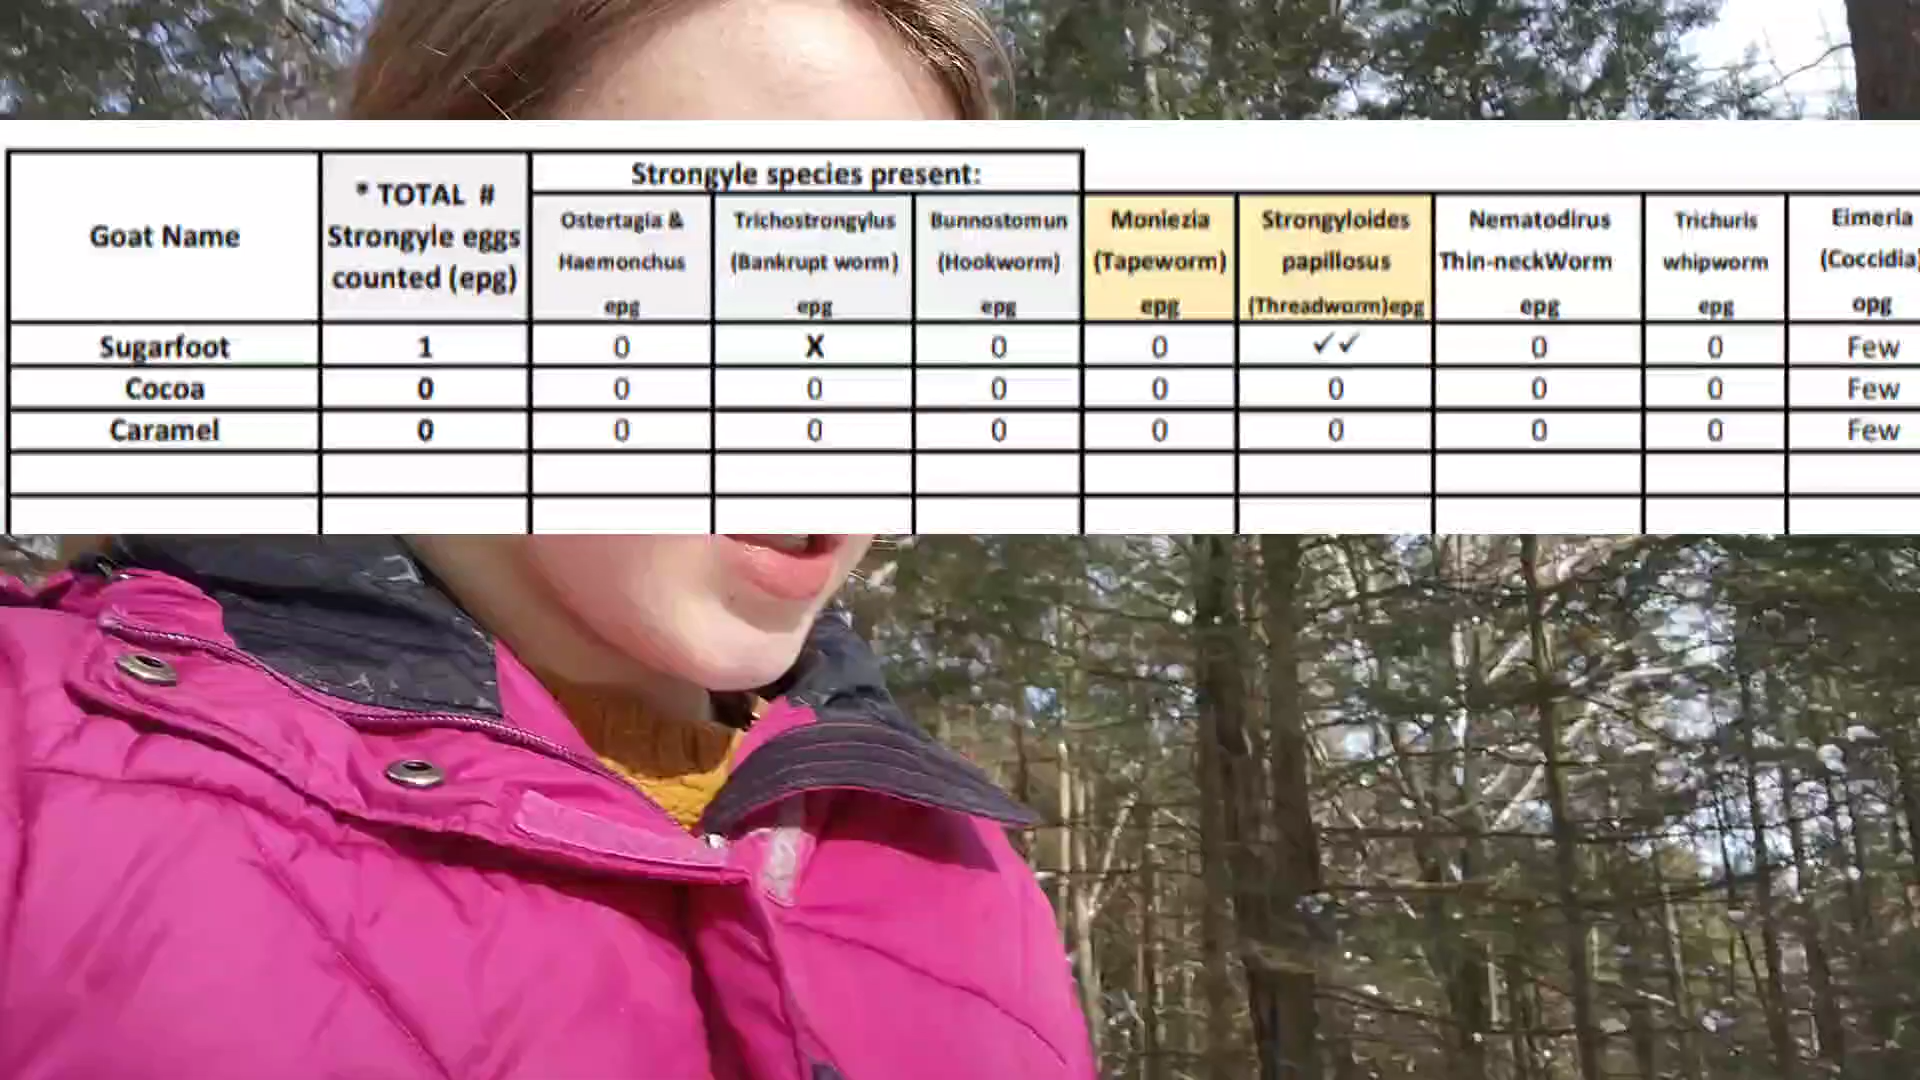 Goat Name
* TOTAL #
Strongyle eggs
counted (epg)
Strongyle species present:
Ostertagia &
Haemonchus
epg
Trichostrongylus
(Bankrupt worm)
epg
Bunnostomun
(Hookworm)
epg
Moniezia
(Tapeworm)
epg
Strongyloides
papillosus
(Threadworm)epg
Nematodirus
Thin-neckWorm
epg
Trichuris
whipworm
epg
Eimeria
(Coccidia)
opg
Sugarfoot 1 0 X 0 0 ✓✓ 0 0 Few
Cocoa 0 0 0 0 0 0 0 0 Few
Caramel 0 0 0 0 0 0 0 0 Few